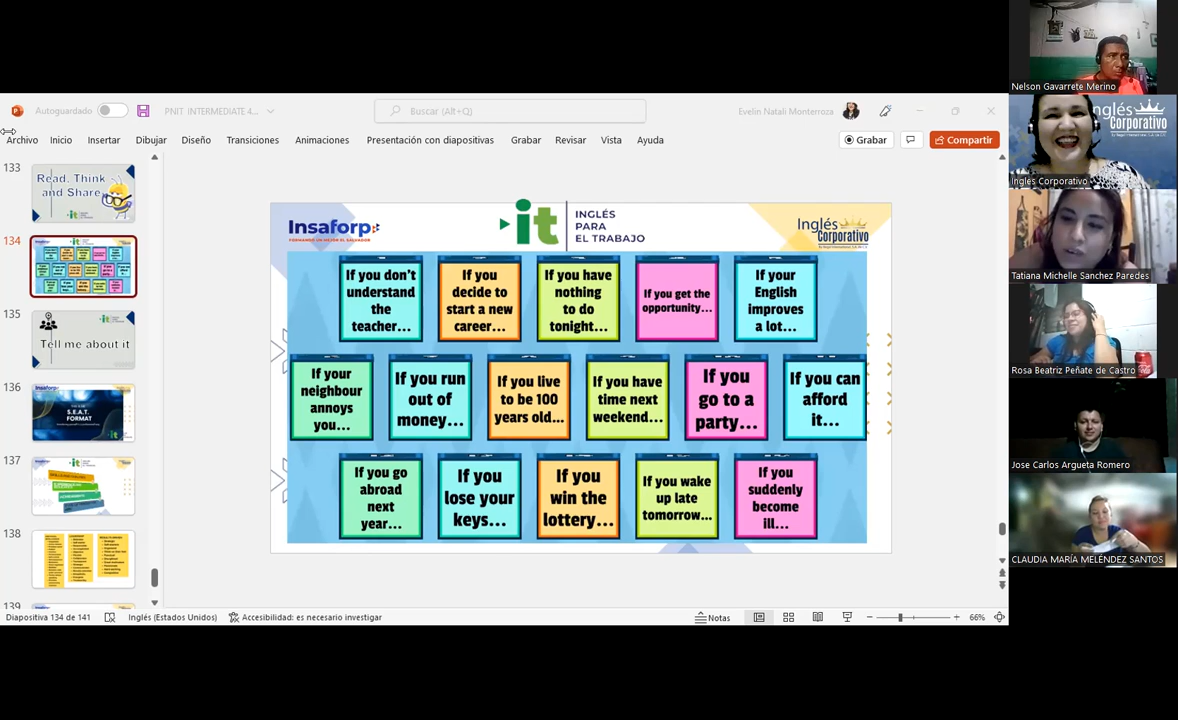 Autoguardado
PNIT INTERMEDIATE 4...
Buscar (Alt+Q)
Evelin Natali Monterroza
Archivo
Inicio
Insertar
Dibujar
Diseño
Transiciones
Animaciones
Presentación con diapositivas
Grabar
Revisar
Vista
Ayuda
Grabar
Compartir
133
Read, Think
and Share
134
135
Tell me about it
136
S.E.A.T.
FORMAT
137
138
139
Insaforp
FORMANDO UN MEJOR EL SALVADOR
it
INGLÉS
PARA
EL TRABAJO
Inglés
Corporativo
If you don't
understand
the
teacher...
If you
decide to
start a new
career...
If you have
nothing
to do
tonight...
If you get the
opportunity...
If your
English
improves
a lot...
If your
neighbour
annoys
you...
If you run
out of
money...
If you live
to be 100
years old...
If you have
time next
weekend...
If you
go to a
party...
If you can
afford
it...
If you go
abroad
next
year...
If you
lose your
keys...
If you
win the
lottery...
If you wake
up late
tomorrow...
If you
suddenly
become
ill...
Diapositiva 134 de 141
Inglés (Estados Unidos)
Accesibilidad: es necesario investigar
Notas
66%
Nelson Gavarrete Merino
Inglés
Corporativo
Inglés Corporativo
Tatiana Michelle Sanchez Paredes
Rosa Beatriz Peñate de Castro
Jose Carlos Argueta Romero
CLAUDIA MARÍA MELÉNDEZ SANTOS